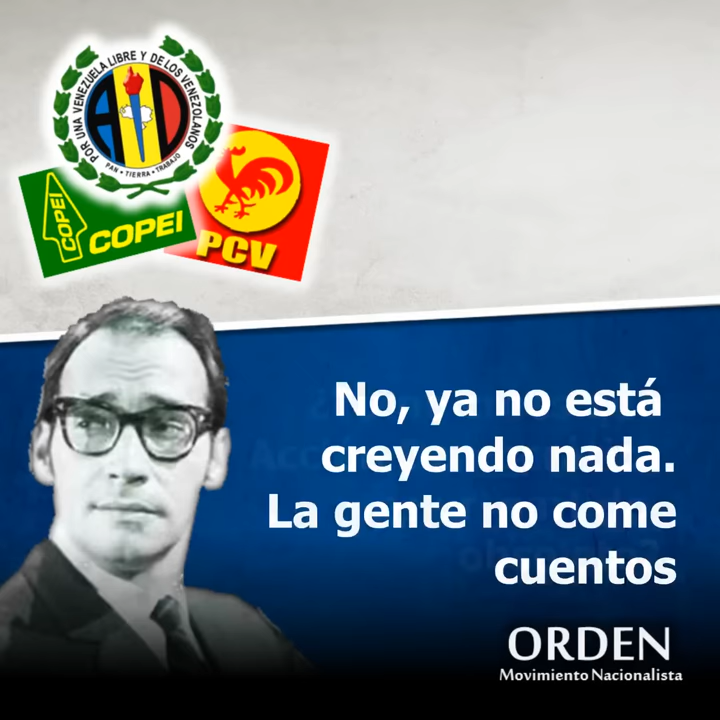 POR UNA VENEZUELA LIBRE Y DE LOS VENEZOLANOS
AD
PAN • TIERRA • TRABAJO
COPEI
COPEI
PCV
No, ya no está
creyendo nada.
La gente no come
cuentos
ORDEN
Movimiento Nacionalista